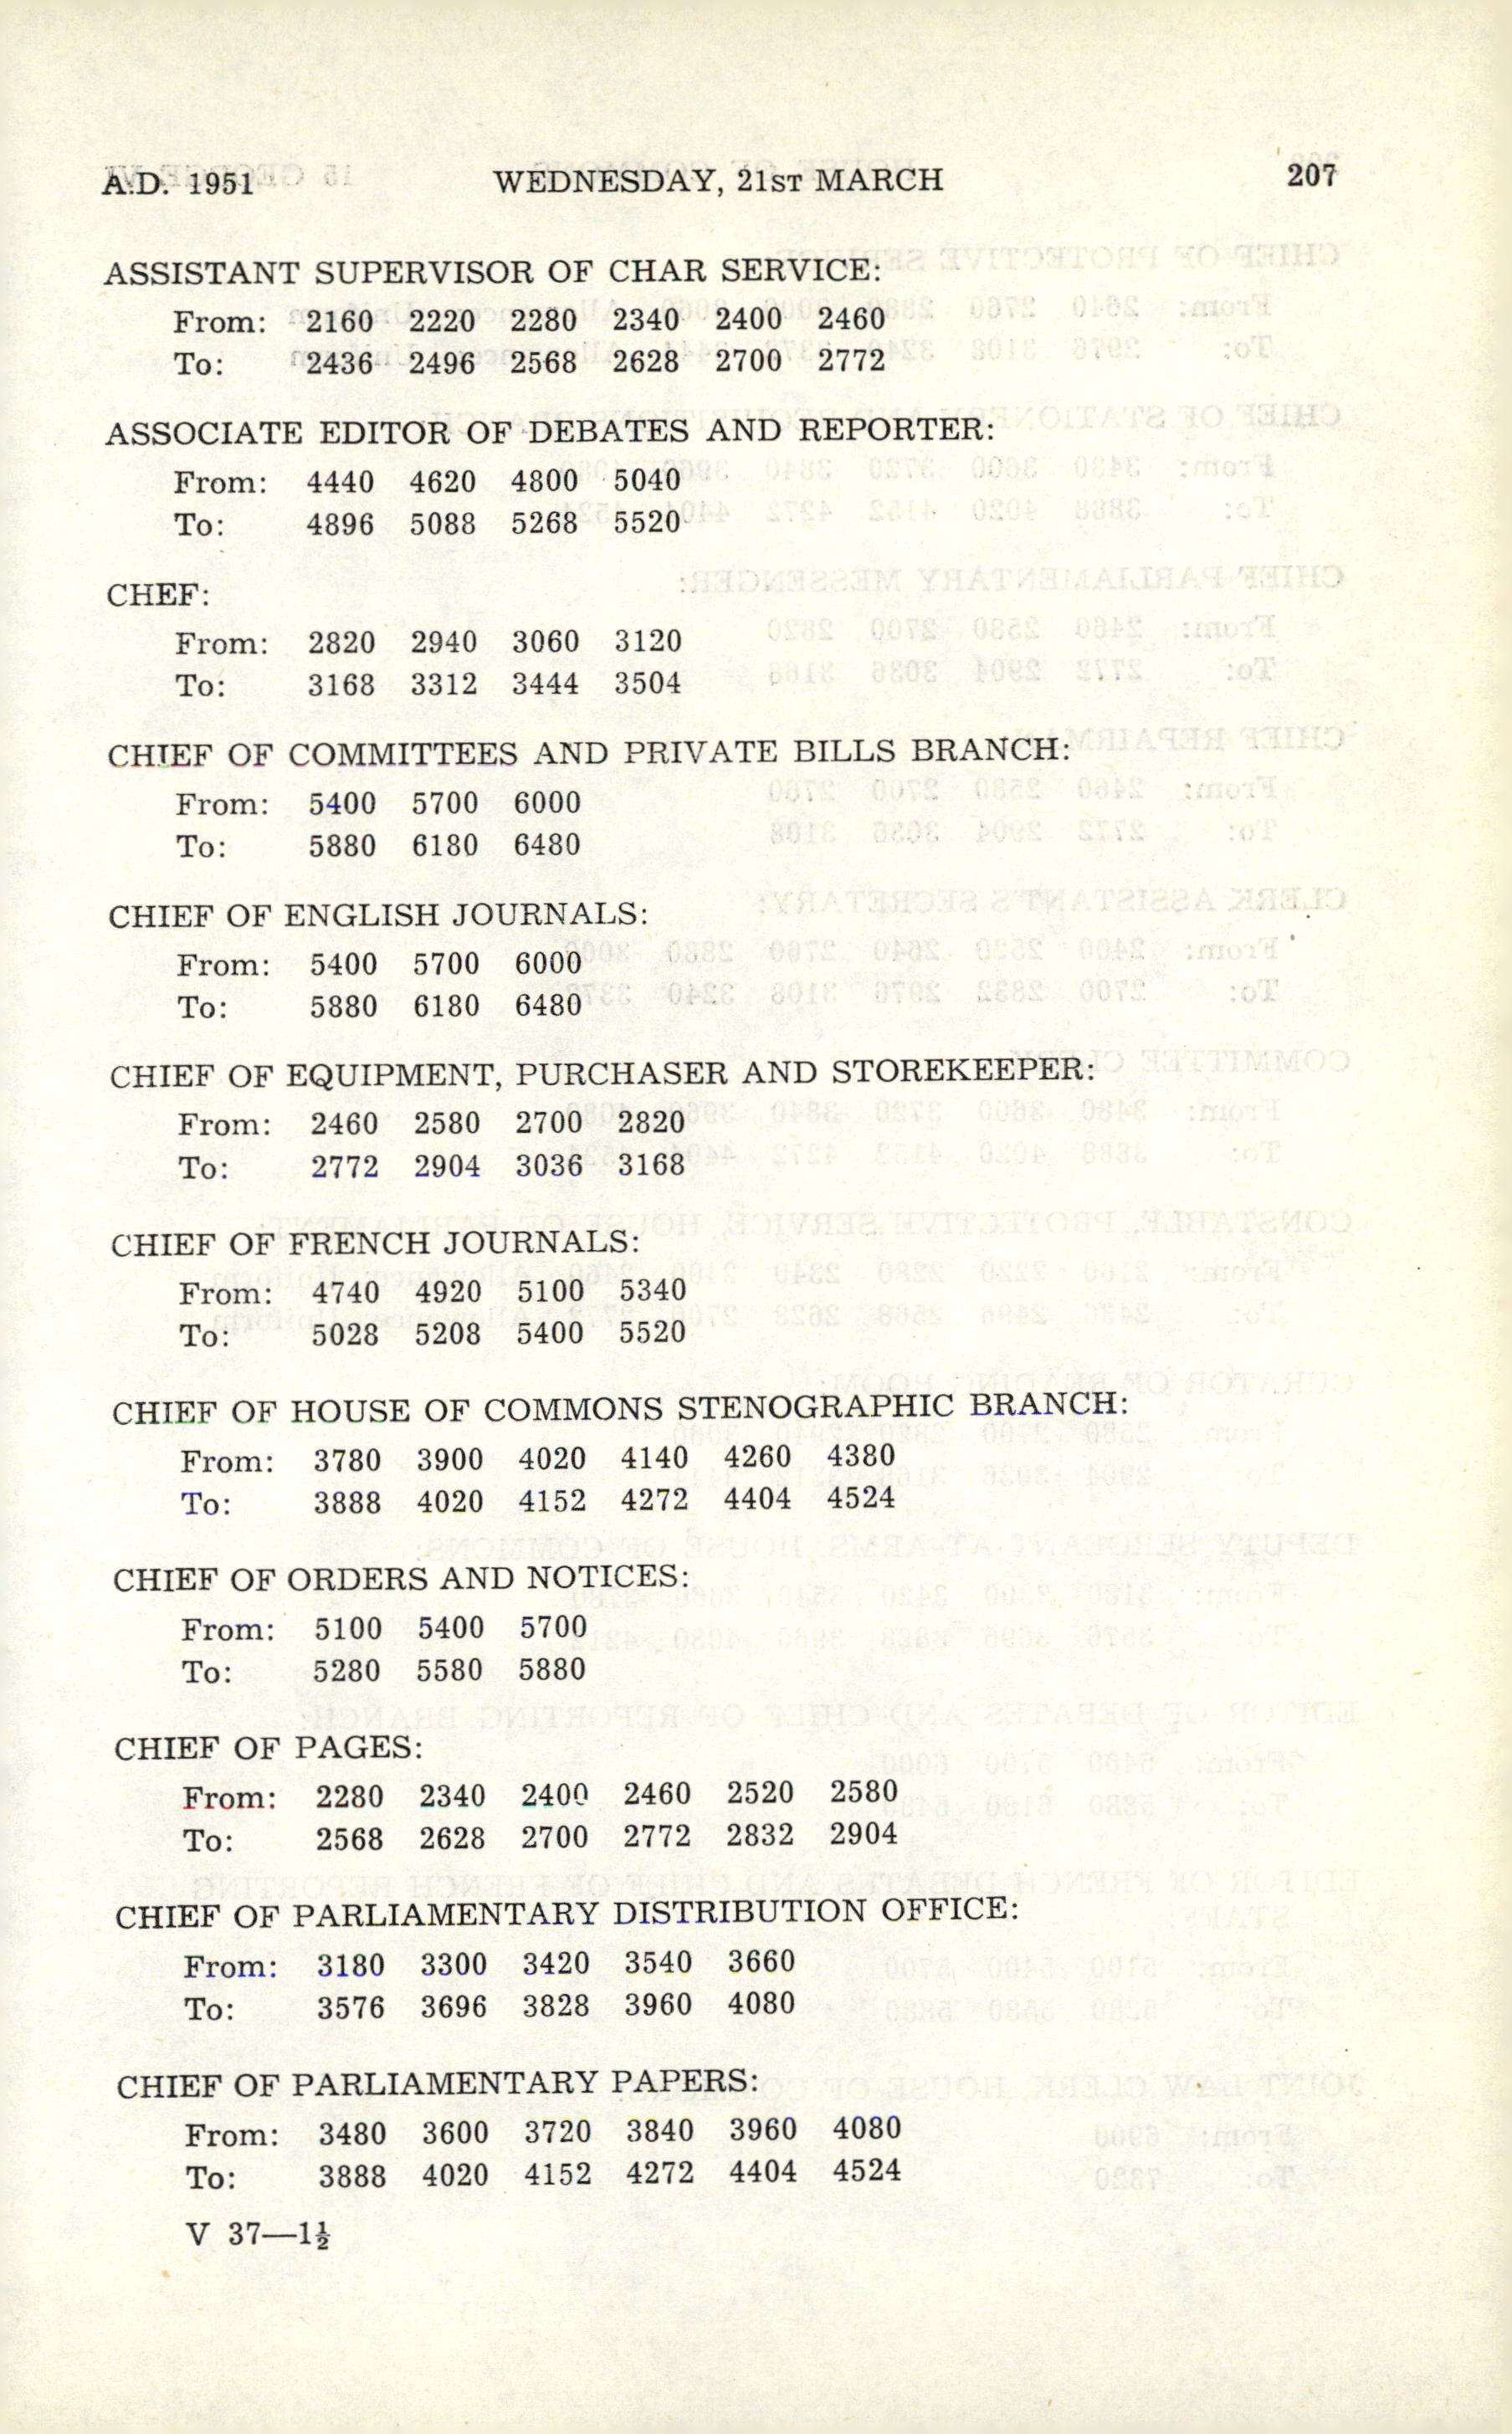 A.D. 1951 WEDNESDAY, 21ST MARCH 207
ASSISTANT SUPERVISOR OF CHAR SERVICE:
From: 2160 2220 2280 2340 2400 2460
To: 2436 2496 2568 2628 2700 2772
ASSOCIATE EDITOR OF DEBATES AND REPORTER:
From: 4440 4620 4800 5040
To: 4896 5088 5268 5520
CHEF:
From: 2820 2940 3060 3120
To: 3168 3312 3444 3504
CHIEF OF COMMITTEES AND PRIVATE BILLS BRANCH:
From: 5400 5700 6000
To: 5880 6180 6480
CHIEF OF ENGLISH JOURNALS:
From: 5400 5700 6000
To: 5880 6180 6480
CHIEF OF EQUIPMENT, PURCHASER AND STOREKEEPER:
From: 2460 2580 2700 2820
To: 2772 2904 3036 3168
CHIEF OF FRENCH JOURNALS:
From: 4740 4920 5100 5340
To: 5028 5208 5400 5520
CHIEF OF HOUSE OF COMMONS STENOGRAPHIC BRANCH:
From: 3780 3900 4020 4140 4260 4380
To: 3888 4020 4152 4272 4404 4524
CHIEF OF ORDERS AND NOTICES:
From: 5100 5400 5700
To: 5280 5580 5880
CHIEF OF PAGES:
From: 2280 2340 2400 2460 2520 2580
To: 2568 2628 2700 2772 2832 2904
CHIEF OF PARLIAMENTARY DISTRIBUTION OFFICE:
From: 3180 3300 3420 3540 3660
To: 3576 3696 3828 3960 4080
CHIEF OF PARLIAMENTARY PAPERS:
From: 3480 3600 3720 3840 3960 4080
To: 3888 4020 4152 4272 4404 4524
V 37—1½